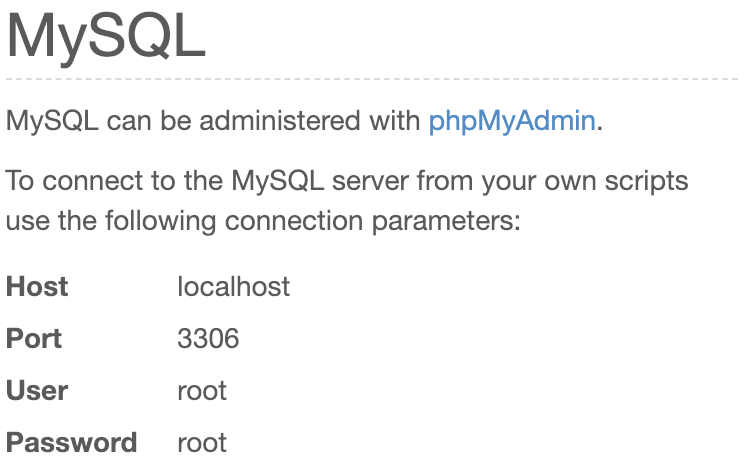 MySQL
MySQL can be administered with phpMyAdmin.
To connect to the MySQL server from your own scripts
use the following connection parameters:
Host localhost
Port 3306
User root
Password root